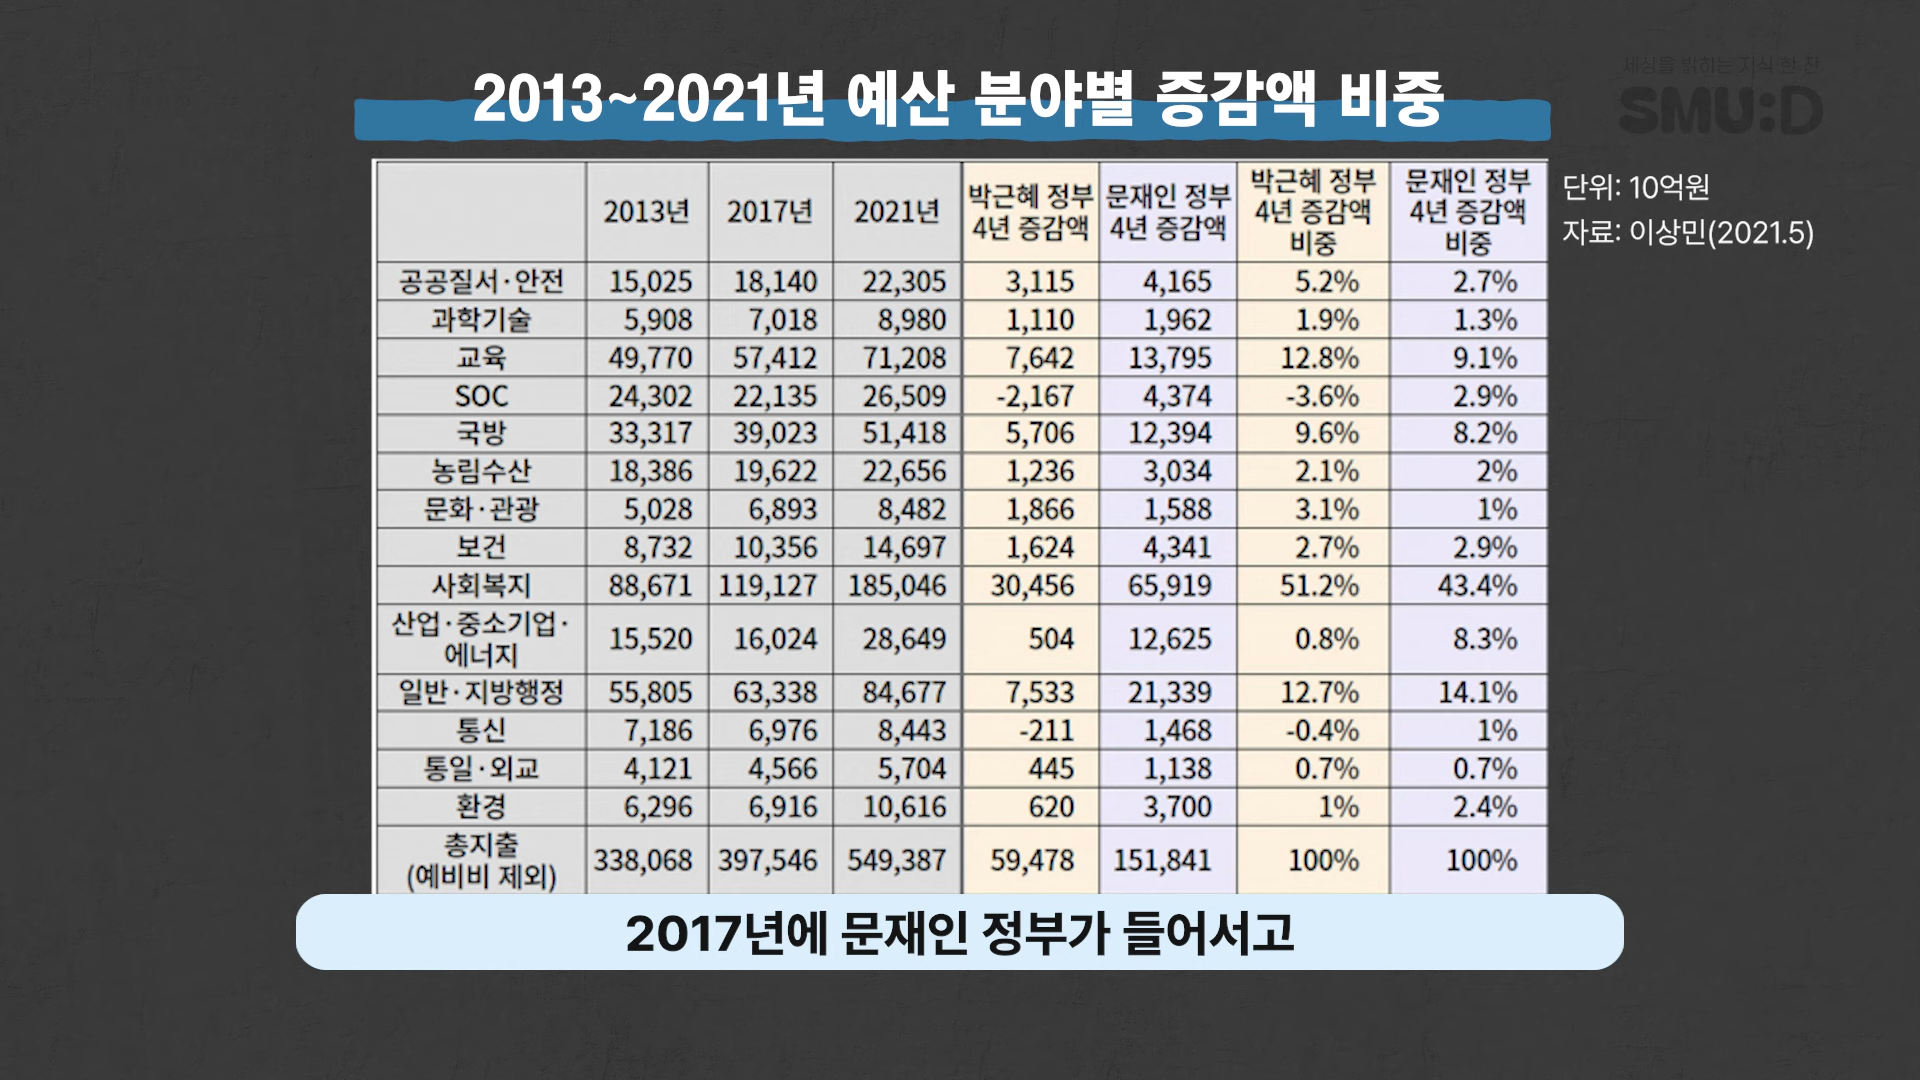 세상을 밝히는 지식 한 잔
SMU:D
2013~2021년 예산 분야별 증감액 비중
단위: 10억원
자료: 이상민(2021.5)
2013년 2017년 2021년 박근혜 정부 4년 증감액 문재인 정부 4년 증감액 박근혜 정부 4년 증감액 비중 문재인 정부 4년 증감액 비중
공공질서·안전 15,025 18,140 22,305 3,115 4,165 5.2% 2.7%
과학기술 5,908 7,018 8,980 1,110 1,962 1.9% 1.3%
교육 49,770 57,412 71,208 7,642 13,795 12.8% 9.1%
SOC 24,302 22,135 26,509 -2,167 4,374 -3.6% 2.9%
국방 33,317 39,023 51,418 5,706 12,394 9.6% 8.2%
농림수산 18,386 19,622 22,656 1,236 3,034 2.1% 2%
문화·관광 5,028 6,893 8,482 1,866 1,588 3.1% 1%
보건 8,732 10,356 14,697 1,624 4,341 2.7% 2.9%
사회복지 88,671 119,127 185,046 30,456 65,919 51.2% 43.4%
산업·중소기업·에너지 15,520 16,024 28,649 504 12,625 0.8% 8.3%
일반·지방행정 55,805 63,338 84,677 7,533 21,339 12.7% 14.1%
통신 7,186 6,976 8,443 -211 1,468 -0.4% 1%
통일·외교 4,121 4,566 5,704 445 1,138 0.7% 0.7%
환경 6,296 6,916 10,616 620 3,700 1% 2.4%
총지출 (예비비 제외) 338,068 397,546 549,387 59,478 151,841 100% 100%
2017년에 문재인 정부가 들어서고